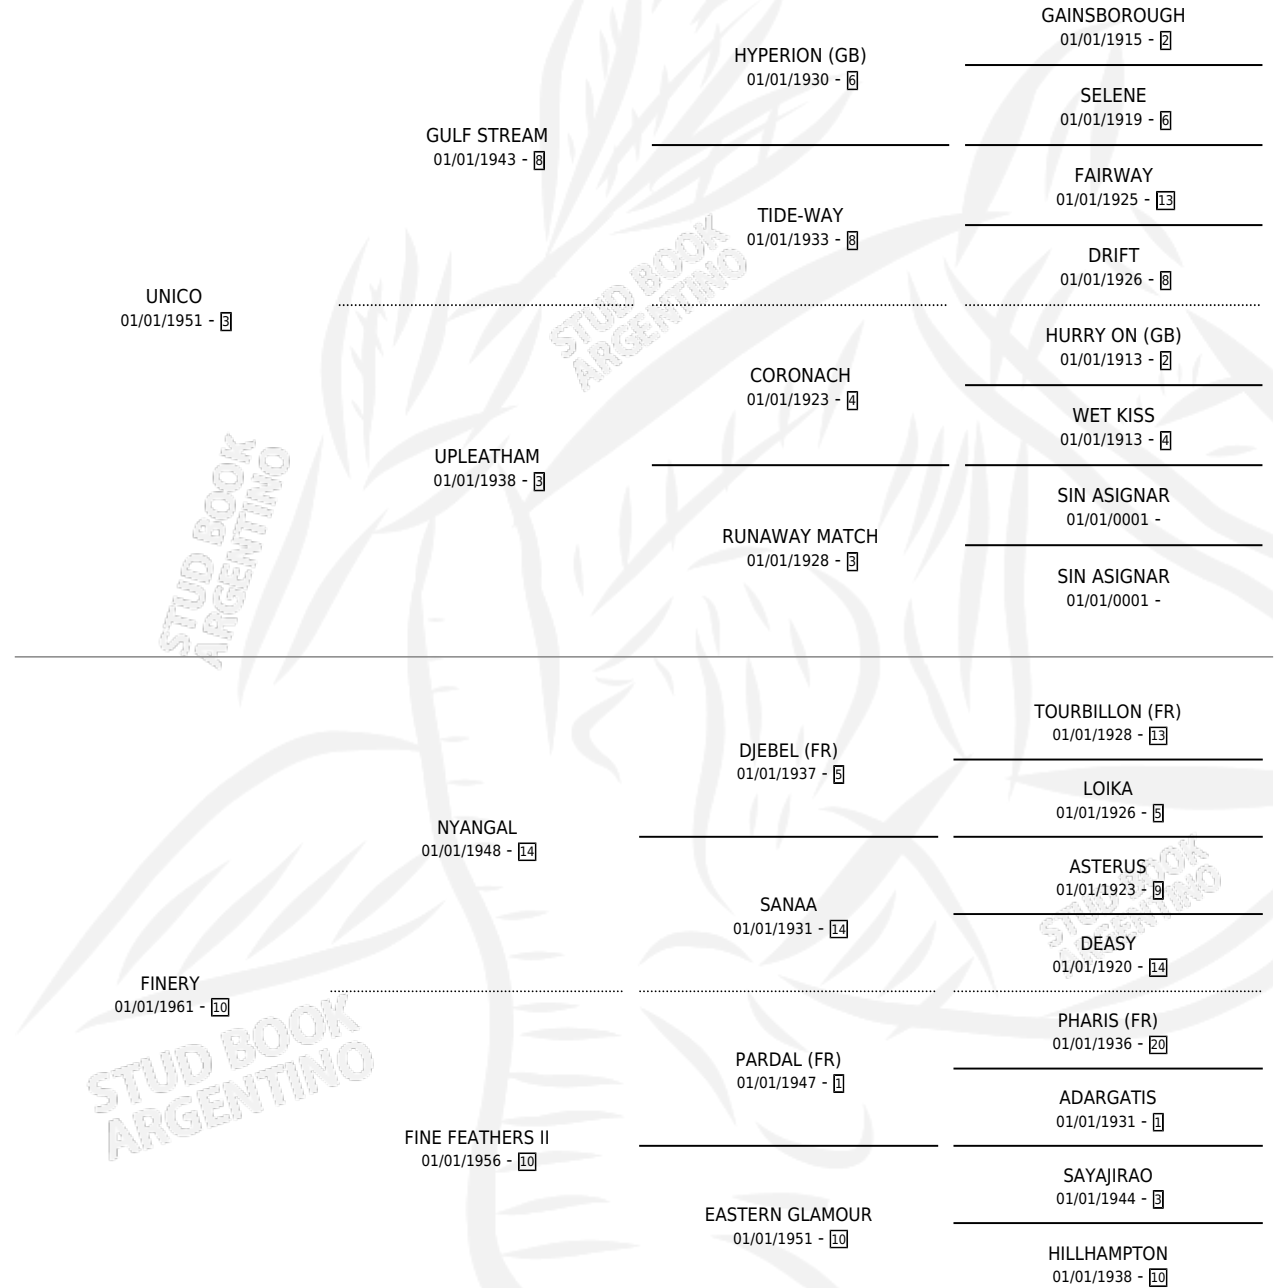 GAINSBOROUGH
01/01/1915 - 2
HYPERION (GB)
01/01/1930 - 6
SELENE
01/01/1919 - 6
GULF STREAM
01/01/1943 - 8
FAIRWAY
01/01/1925 - 13
TIDE-WAY
01/01/1933 - 8
DRIFT
01/01/1926 - 8
UNICO
01/01/1951 - 3
STUD BOOK
ARGENTINO
HURRY ON (GB)
01/01/1913 - 2
CORONACH
01/01/1923 - 4
WET KISS
01/01/1913 - 4
UPLEATHAM
01/01/1938 - 3
SIN ASIGNAR
01/01/0001 -
RUNAWAY MATCH
01/01/1928 - 3
SIN ASIGNAR
01/01/0001 -
STUD BOOK
ARGENTINO
TOURBILLON (FR)
01/01/1928 - 13
DJEBEL (FR)
01/01/1937 - 5
LOIKA
01/01/1926 - 5
NYANGAL
01/01/1948 - 14
ASTERUS
01/01/1923 - 9
SANAA
01/01/1931 - 14
DEASY
01/01/1920 - 14
STUD BOOK
ARGENTINO
FINERY
01/01/1961 - 10
PHARIS (FR)
01/01/1936 - 20
PARDAL (FR)
01/01/1947 - 1
ADARGATIS
01/01/1931 - 1
STUD BOOK
ARGENTINO
FINE FEATHERS II
01/01/1956 - 10
SAYAJIRAO
01/01/1944 - 3
EASTERN GLAMOUR
01/01/1951 - 10
HILLHAMPTON
01/01/1938 - 10